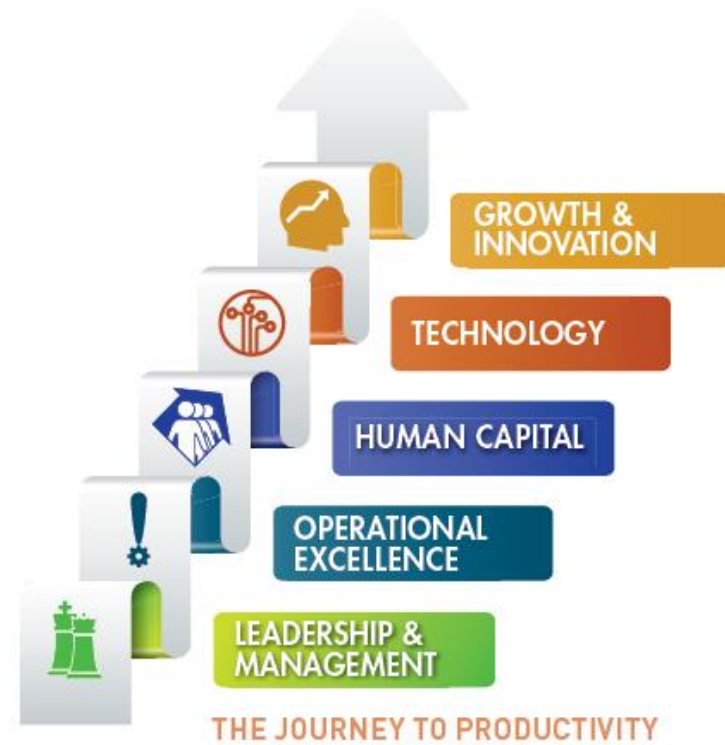 GROWTH &
INNOVATION
TECHNOLOGY
HUMAN CAPITAL
OPERATIONAL
EXCELLENCE
LEADERSHIP &
MANAGEMENT
THE JOURNEY TO PRODUCTIVITY